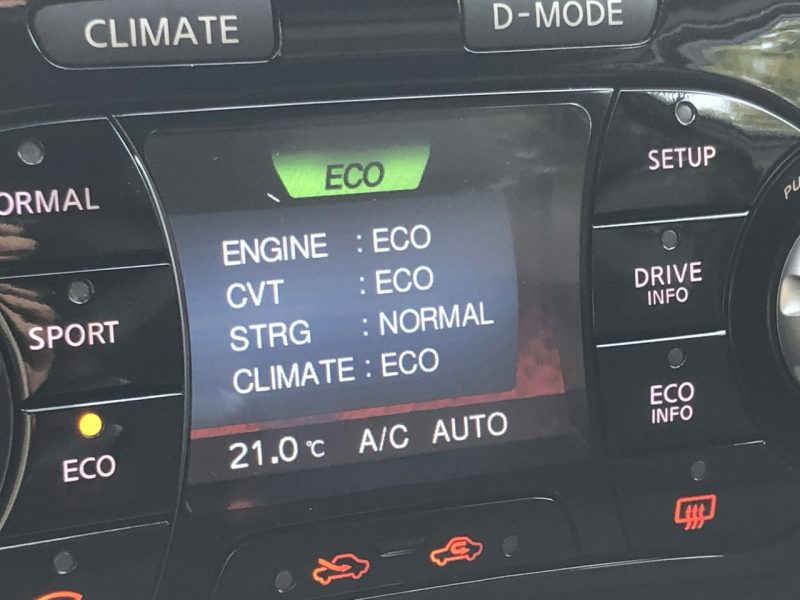 CLIMATE
D-MODE
ORMAL
SPORT
ECO
ECO
ENGINE : ECO
CVT : ECO
STRG : NORMAL
CLIMATE : ECO
21.0 °C A/C AUTO
SETUP
DRIVE
INFO
ECO
INFO
PU